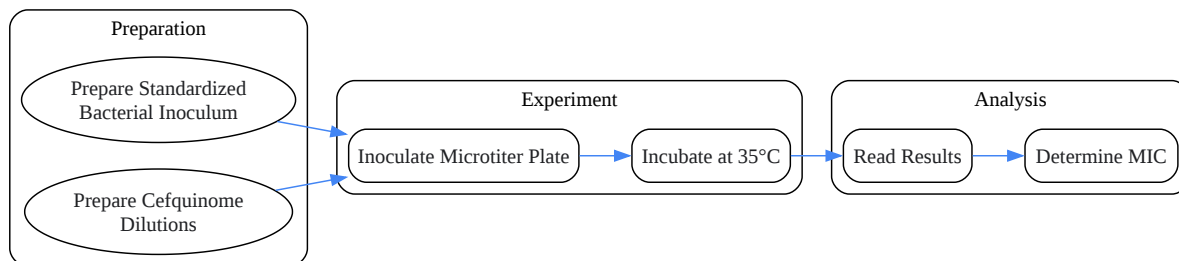 Preparation
Prepare Standardized
Bacterial Inoculum
Prepare Cefquinome
Dilutions
Experiment
Inoculate Microtiter Plate
Incubate at 35°C
Analysis
Read Results
Determine MIC